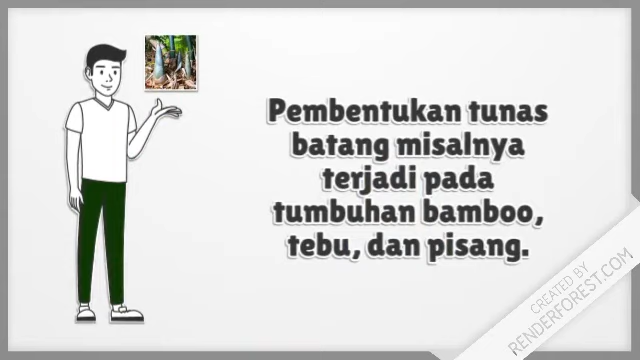 Pembentukan tunas
batang misalnya
terjadi pada
tumbuhan bamboo,
tebu, dan pisang.
CREATED BY
RENDERFOREST.COM